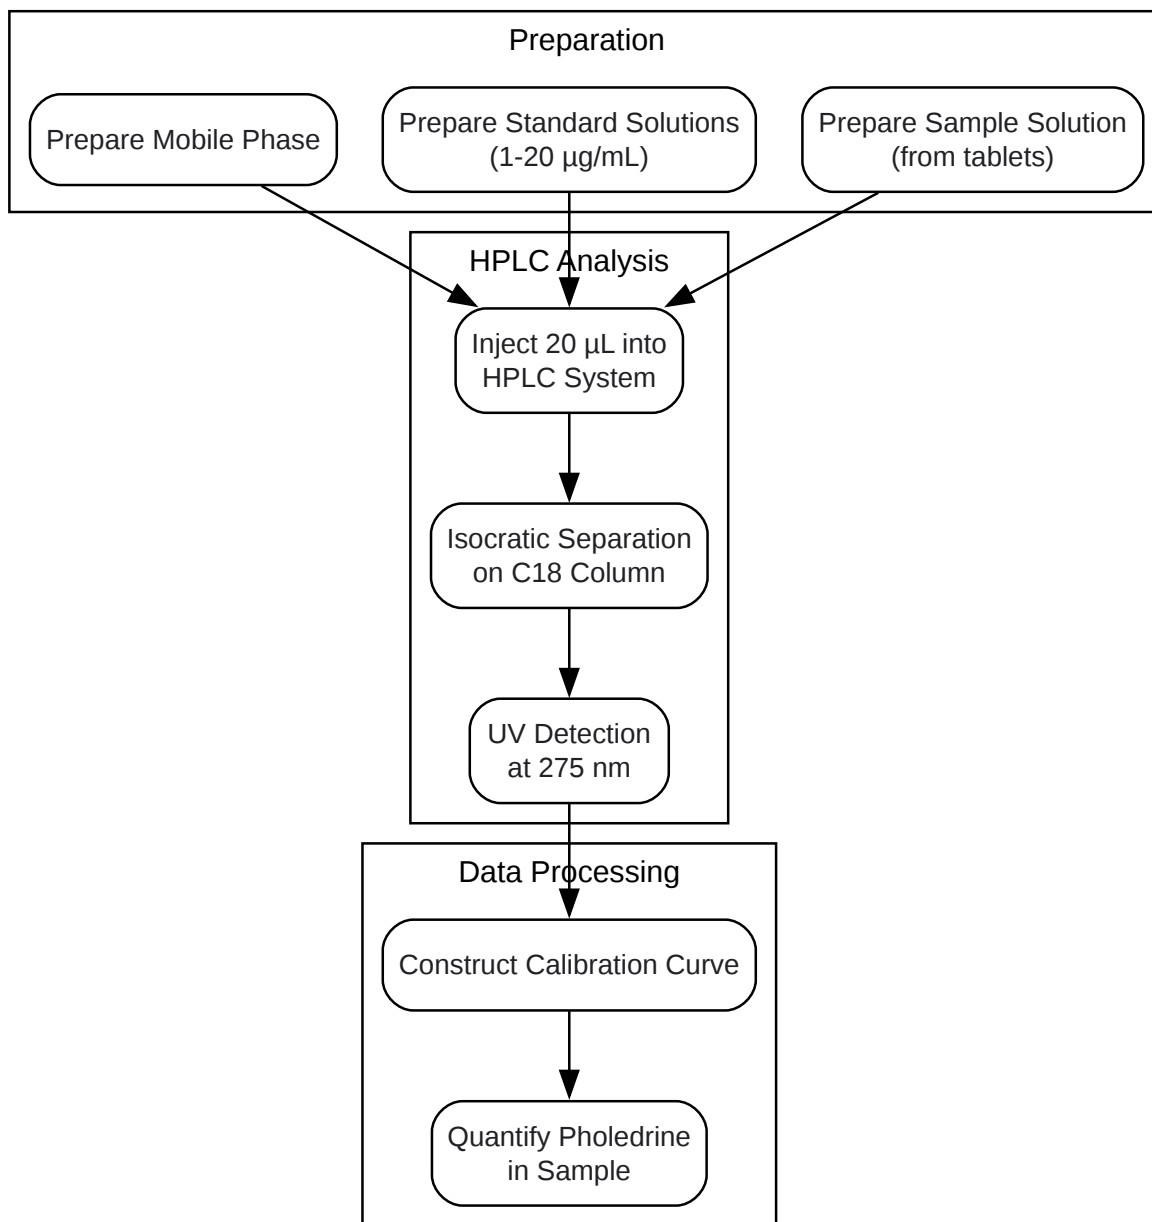 Preparation
Prepare Mobile Phase
Prepare Standard Solutions
(1-20 µg/mL)
Prepare Sample Solution
(from tablets)
HPLC Analysis
Inject 20 µL into
HPLC System
Isocratic Separation
on C18 Column
UV Detection
at 275 nm
Data Processing
Construct Calibration Curve
Quantify Pholedrine
in Sample